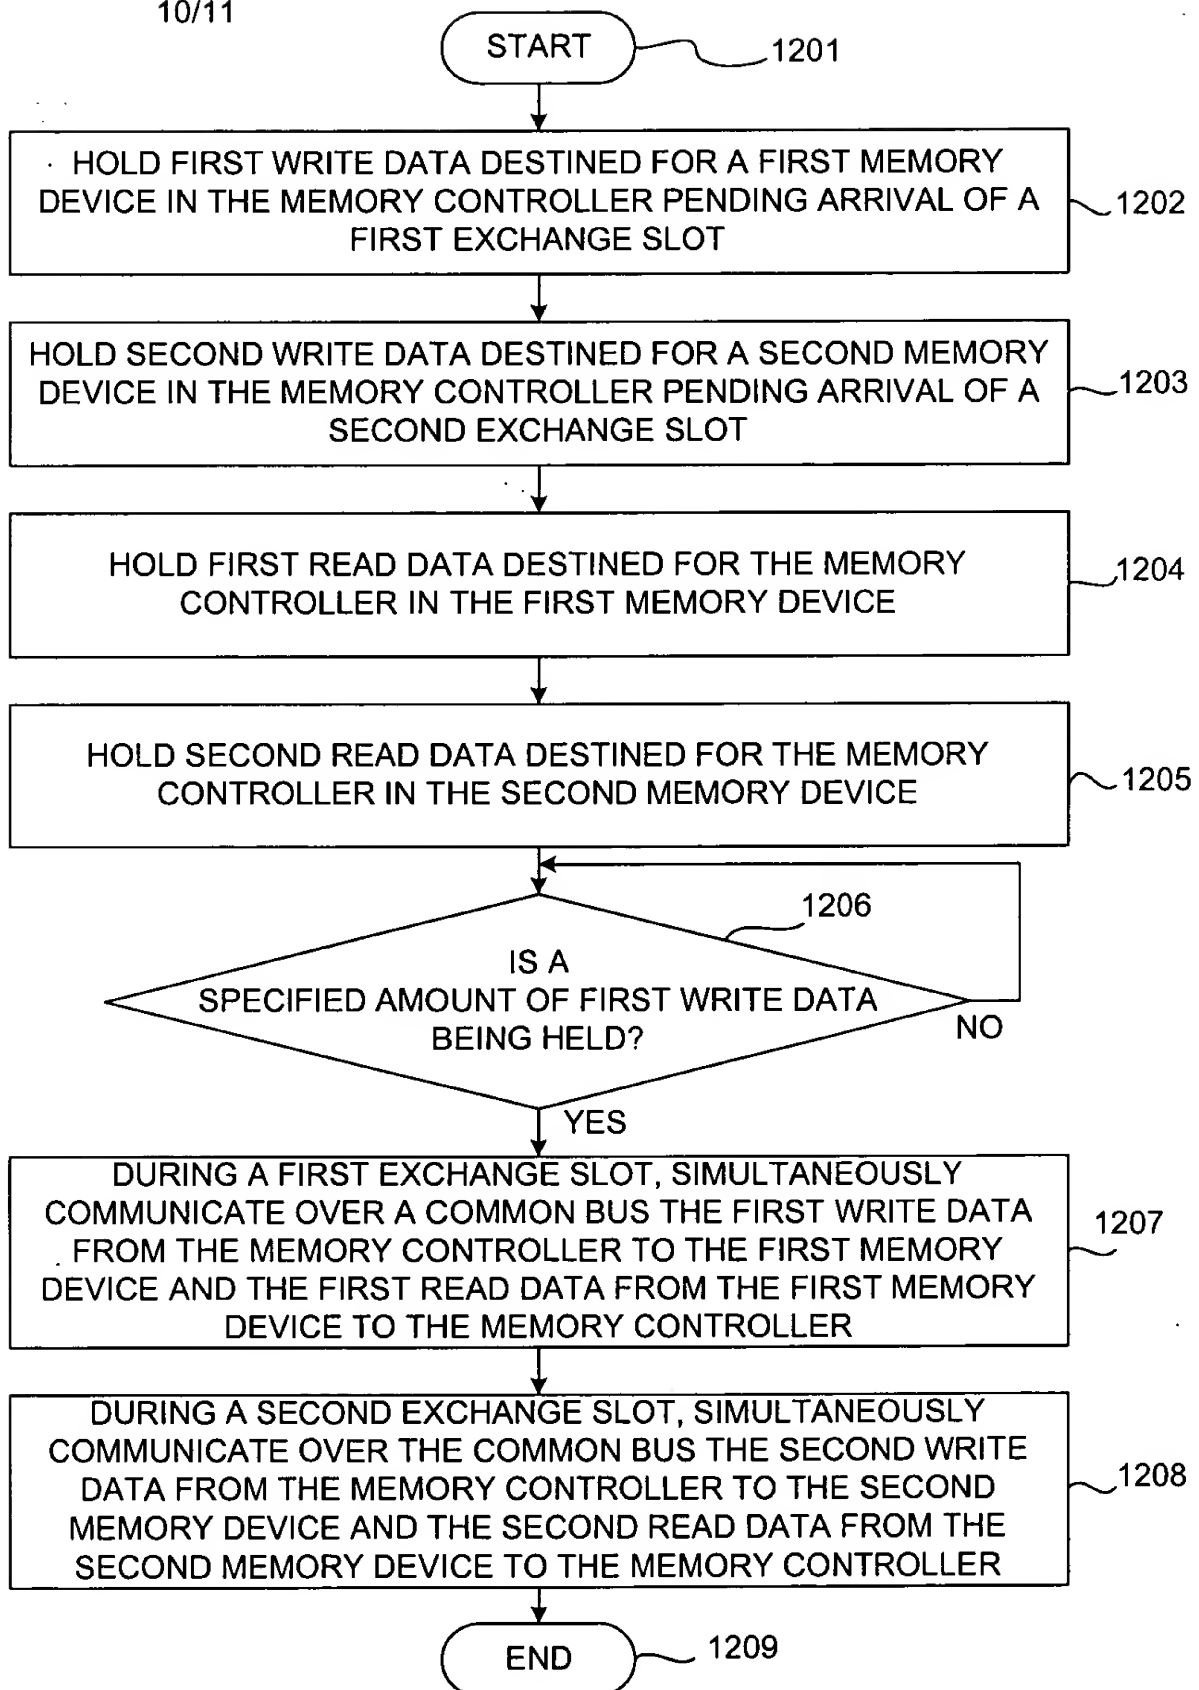 10/11
START
1201
HOLD FIRST WRITE DATA DESTINED FOR A FIRST MEMORY
DEVICE IN THE MEMORY CONTROLLER PENDING ARRIVAL OF A
FIRST EXCHANGE SLOT
1202
HOLD SECOND WRITE DATA DESTINED FOR A SECOND MEMORY
DEVICE IN THE MEMORY CONTROLLER PENDING ARRIVAL OF A
SECOND EXCHANGE SLOT
1203
HOLD FIRST READ DATA DESTINED FOR THE MEMORY
CONTROLLER IN THE FIRST MEMORY DEVICE
1204
HOLD SECOND READ DATA DESTINED FOR THE MEMORY
CONTROLLER IN THE SECOND MEMORY DEVICE
1205
1206
IS A
SPECIFIED AMOUNT OF FIRST WRITE DATA
BEING HELD?
NO
YES
DURING A FIRST EXCHANGE SLOT, SIMULTANEOUSLY
COMMUNICATE OVER A COMMON BUS THE FIRST WRITE DATA
FROM THE MEMORY CONTROLLER TO THE FIRST MEMORY
DEVICE AND THE FIRST READ DATA FROM THE FIRST MEMORY
DEVICE TO THE MEMORY CONTROLLER
1207
DURING A SECOND EXCHANGE SLOT, SIMULTANEOUSLY
COMMUNICATE OVER THE COMMON BUS THE SECOND WRITE
DATA FROM THE MEMORY CONTROLLER TO THE SECOND
MEMORY DEVICE AND THE SECOND READ DATA FROM THE
SECOND MEMORY DEVICE TO THE MEMORY CONTROLLER
1208
END
1209